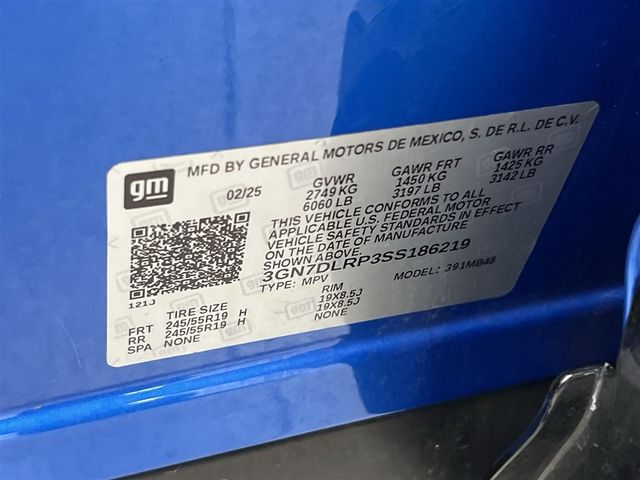 gm MFD BY GENERAL MOTORS DE MEXICO, S. DE R.L. DE C.V.
02/25 GVWR GAWR FRT GAWR RR
2749 KG 1450 KG 1425 KG
6060 LB 3197 LB 3142 LB
THIS VEHICLE CONFORMS TO ALL
APPLICABLE U.S. FEDERAL MOTOR
VEHICLE SAFETY STANDARDS IN EFFECT
ON THE DATE OF MANUFACTURE
SHOWN ABOVE
3GN7DLRP3SS186219
TYPE: MPV MODEL: 391MB48
121J
TIRE SIZE RIM
FRT 245/55R19 H 19X8.5J
RR 245/55R19 H 19X8.5J
SPA NONE NONE